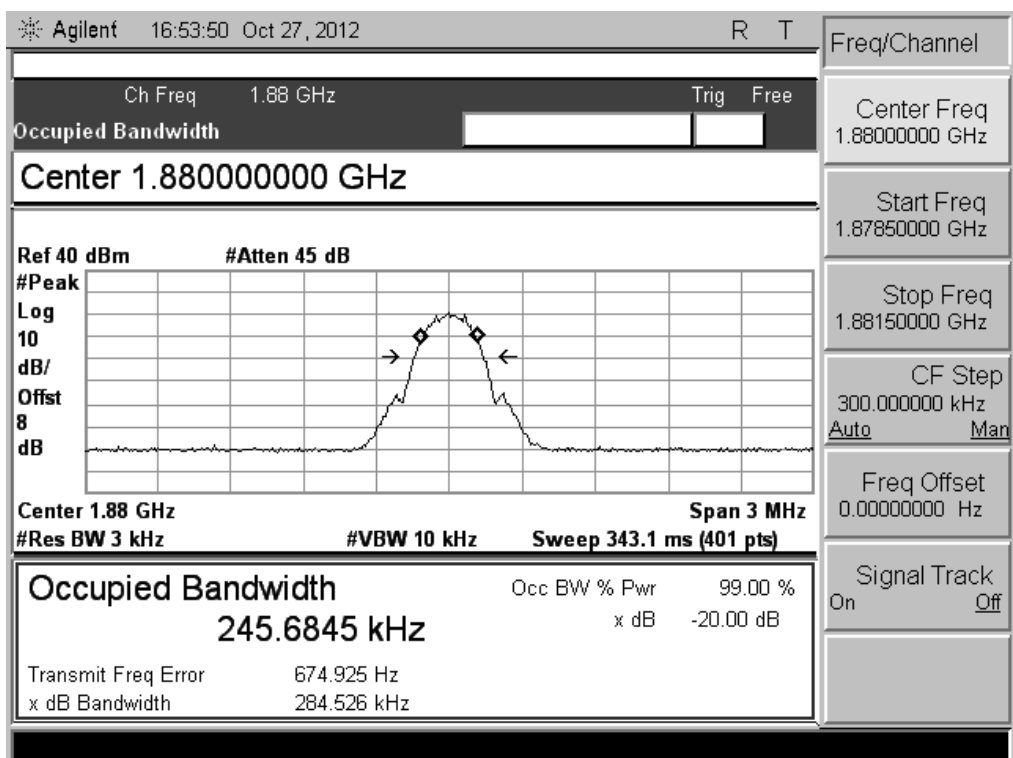 Agilent 16:53:50 Oct 27, 2012 R T
Ch Freq 1.88 GHz Trig Free
Occupied Bandwidth
Center 1.880000000 GHz
Ref 40 dBm #Atten 45 dB
#Peak
Log
10
dB/
Offst
8
dB
Center 1.88 GHz Span 3 MHz
#Res BW 3 kHz #VBW 10 kHz Sweep 343.1 ms (401 pts)
Occupied Bandwidth Occ BW % Pwr 99.00 %
245.6845 kHz x dB -20.00 dB
Transmit Freq Error 674.925 Hz
x dB Bandwidth 284.526 kHz
Freq/Channel
Center Freq
1.88000000 GHz
Start Freq
1.87850000 GHz
Stop Freq
1.88150000 GHz
CF Step
300.000000 kHz
Auto Man
Freq Offset
0.00000000 Hz
Signal Track
On Off